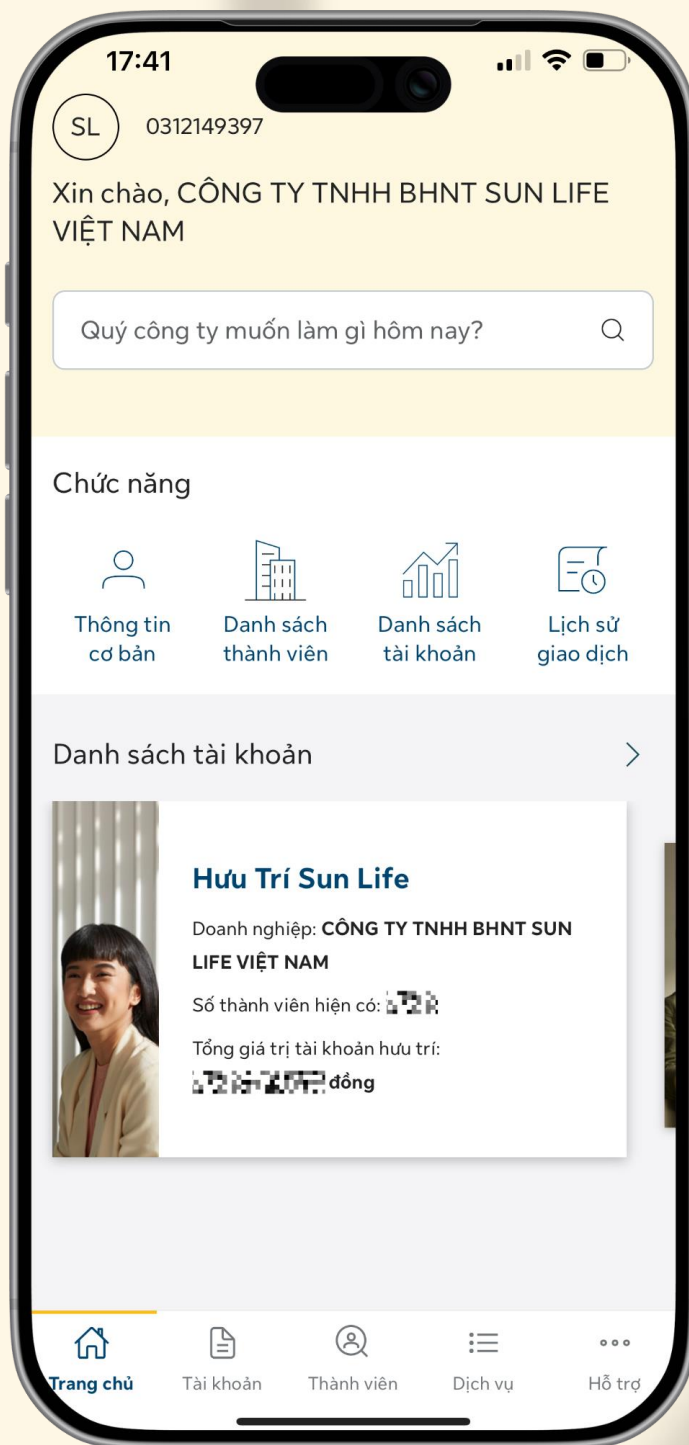 17:41
SL 0312149397
Xin chào, CÔNG TY TNHH BHNT SUN LIFE
VIỆT NAM
Quý công ty muốn làm gì hôm nay?
Chức năng
Thông tin
cơ bản
Danh sách
thành viên
Danh sách
tài khoản
Lịch sử
giao dịch
Danh sách tài khoản
Hưu Trí Sun Life
Doanh nghiệp: CÔNG TY TNHH BHNT SUN
LIFE VIỆT NAM
Số thành viên hiện có:
Tổng giá trị tài khoản hưu trí:
đồng
Trang chủ
Tài khoản
Thành viên
Dịch vụ
Hỗ trợ